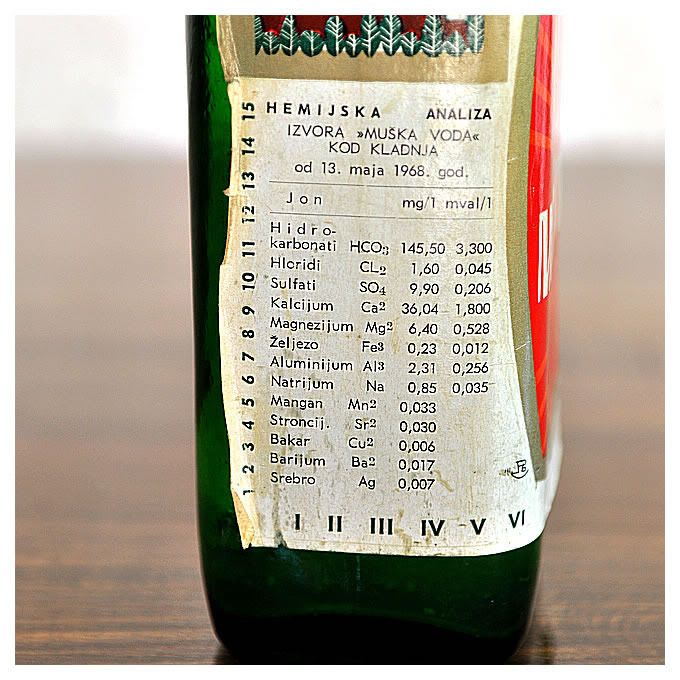 HEMIJSKA ANALIZA
IZVORA »MUŠKA VODA«
KOD KLADNJA
od 13. maja 1968. god.
Jon mg/l mval/l
Hidro-
karbonati HCO3 145,50 3,300
Hloridi CL2 1,60 0,045
Sulfati SO4 9,90 0,206
Kalcijum Ca2 36,04 1,800
Magnezijum Mg2 6,40 0,528
Željezo Fe3 0,23 0,012
Aluminijum Al3 2,31 0,256
Natrijum Na 0,85 0,035
Mangan Mn2 0,033
Stroncij. Sr2 0,030
Bakar Cu2 0,006
Barijum Ba2 0,017
Srebro Ag 0,007
1 2 3 4 5 6 7 8 9 10 11 12 13 14 15
I II III IV V VI